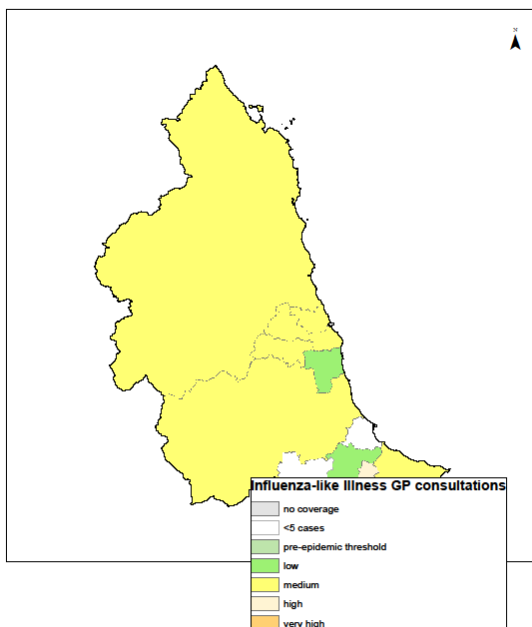 Influenza-like Illness GP consultations
no coverage
<5 cases
pre-epidemic threshold
low
medium
high
very high